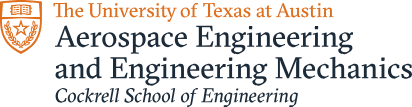 The University of Texas at Austin
Aerospace Engineering
and Engineering Mechanics
Cockrell School of Engineering